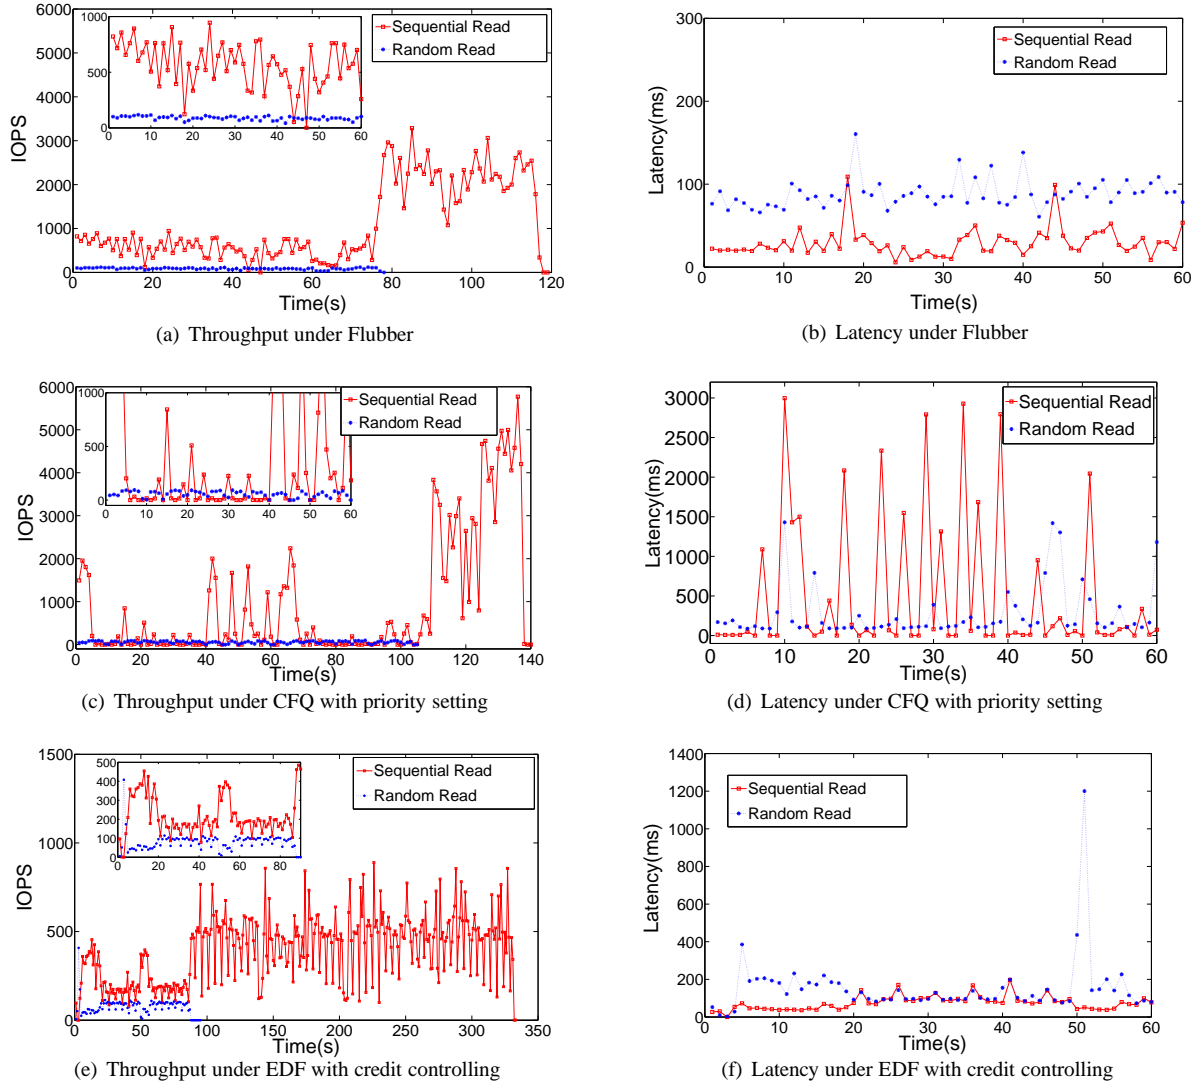 6000
5000
4000
3000
2000
1000
0
IOPS
1000
500
0
0 10 20 30 40 50 60
Sequential Read
Random Read
20 40 60 80 100 120
Time(s)
(a) Throughput under Flubber
300
200
100
0
Latency(ms)
Sequential Read
Random Read
0 10 20 30 40 50 60
Time(s)
(b) Latency under Flubber
6000
5000
4000
3000
2000
1000
0
IOPS
1000
500
0
0 10 20 30 40 50 60
Sequential Read
Random Read
0 20 40 60 80 100 120 140
Time(s)
(c) Throughput under CFQ with priority setting
3000
2500
2000
1500
1000
500
0
Latency(ms)
Sequential Read
Random Read
0 10 20 30 40 50 60
Time(s)
(d) Latency under CFQ with priority setting
1500
1000
500
0
IOPS
500
400
300
200
100
0
0 20 40 60 80
Sequential Read
Random Read
0 50 100 150 200 250 300 350
Time(s)
(e) Throughput under EDF with credit controlling
1400
1200
1000
800
600
400
200
0
Latency(ms)
Sequential Read
Random Read
0 10 20 30 40 50 60
Time(s)
(f) Latency under EDF with credit controlling